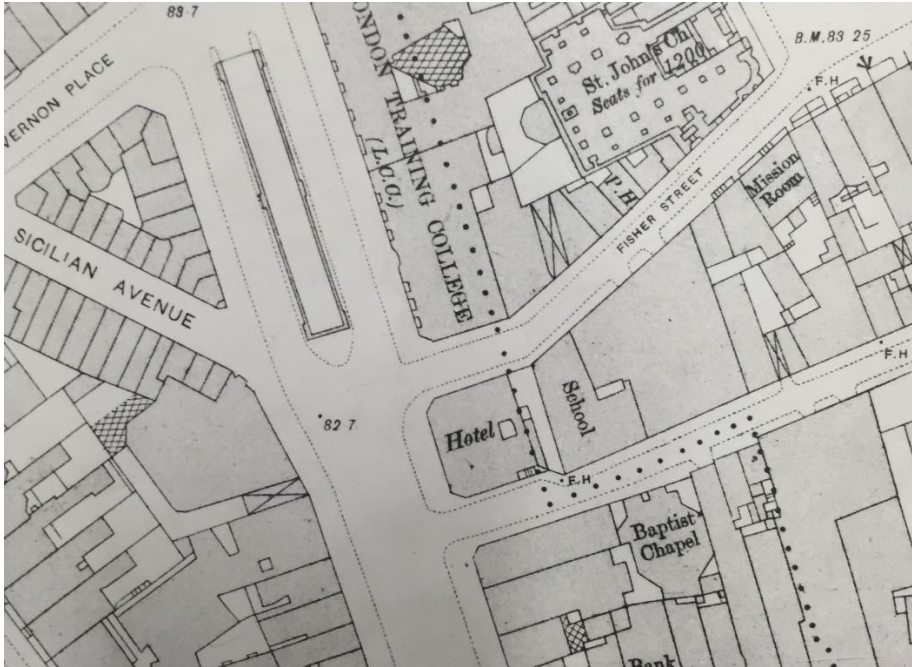 83·7
VERNON PLACE
SICILIAN AVENUE
82·7
LONDON TRAINING COLLEGE
(L.C.C.)
St. John's Ch.
Seats for 1200
B.M. 83·25
F.H
P.H
FISHER STREET
Mission
Room
F.H
School
Hotel
F.H
Baptist
Chapel
Bank